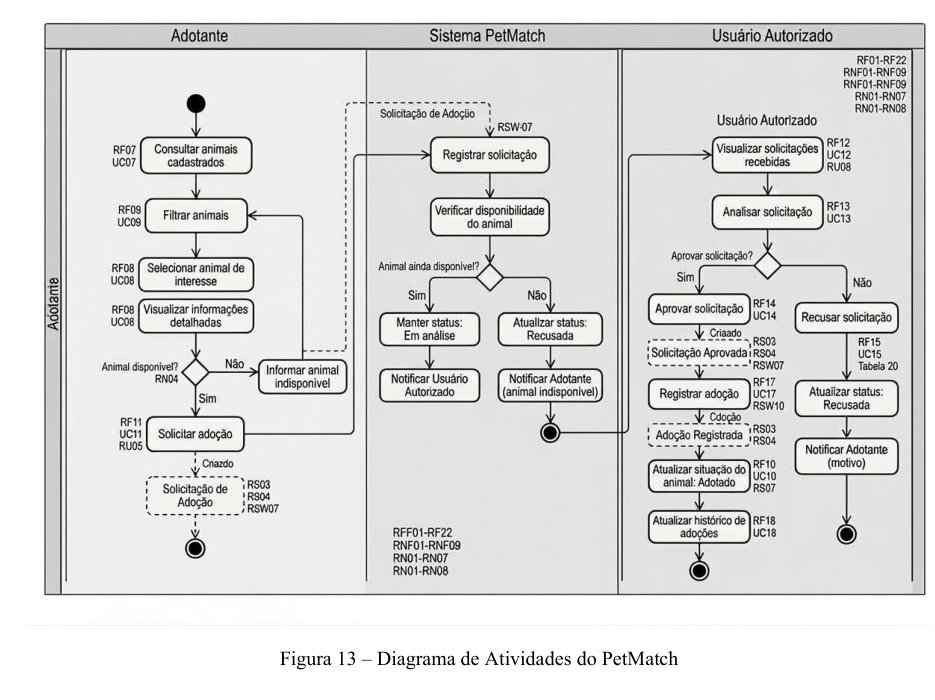 Adotante
Sistema PetMatch
Usuário Autorizado
Adotante
RF07
UC07
Consultar animais
cadastrados
RF09
UC09
Filtrar animais
RF08
UC08
Selecionar animal de
interesse
RF08
UC08
Visualizar informações
detalhadas
Animal disponível?
RN04
Não
Informar animal
indisponivel
Sim
RF11
UC11
RU05
Solicitar adoção
Criazdo
Solicitação de
Adoção
RS03
RS04
RSW07
Solicitação de Adoção
RSW-07
Registrar solicitação
Verificar disponibilidade
do animal
Animal ainda disponível?
Sim
Não
Manter status:
Em análise
Atualizar status:
Recusada
Notificar Usuário
Autorizado
Notificar Adotante
(animal indisponivel)
RFF01-RF22
RNF01-RNF09
RN01-RN07
RN01-RN08
RF01-RF22
RNF01-RNF09
RNF01-RNF09
RN01-RN07
RN01-RN08
Usuário Autorizado
Visualizar solicitações
recebidas
RF12
UC12
RU08
Analisar solicitação
RF13
UC13
Aprovar solicitação?
Sim
Não
Aprovar solicitação
RF14
UC14
Criaado
Solicitação Aprovada
RS03
RS04
RSW07
Registrar adoção
RF17
UC17
RSW10
Cdoção
Adoção Registrada
RS03
RS04
Atualizar situação do
animal: Adotado
RF10
UC10
RS07
Atualizar histórico de
adoções
RF18
UC18
Recusar solicitação
RF15
UC15
Tabela 20
Atualizar status:
Recusada
Notificar Adotante
(motivo)
Figura 13 – Diagrama de Atividades do PetMatch